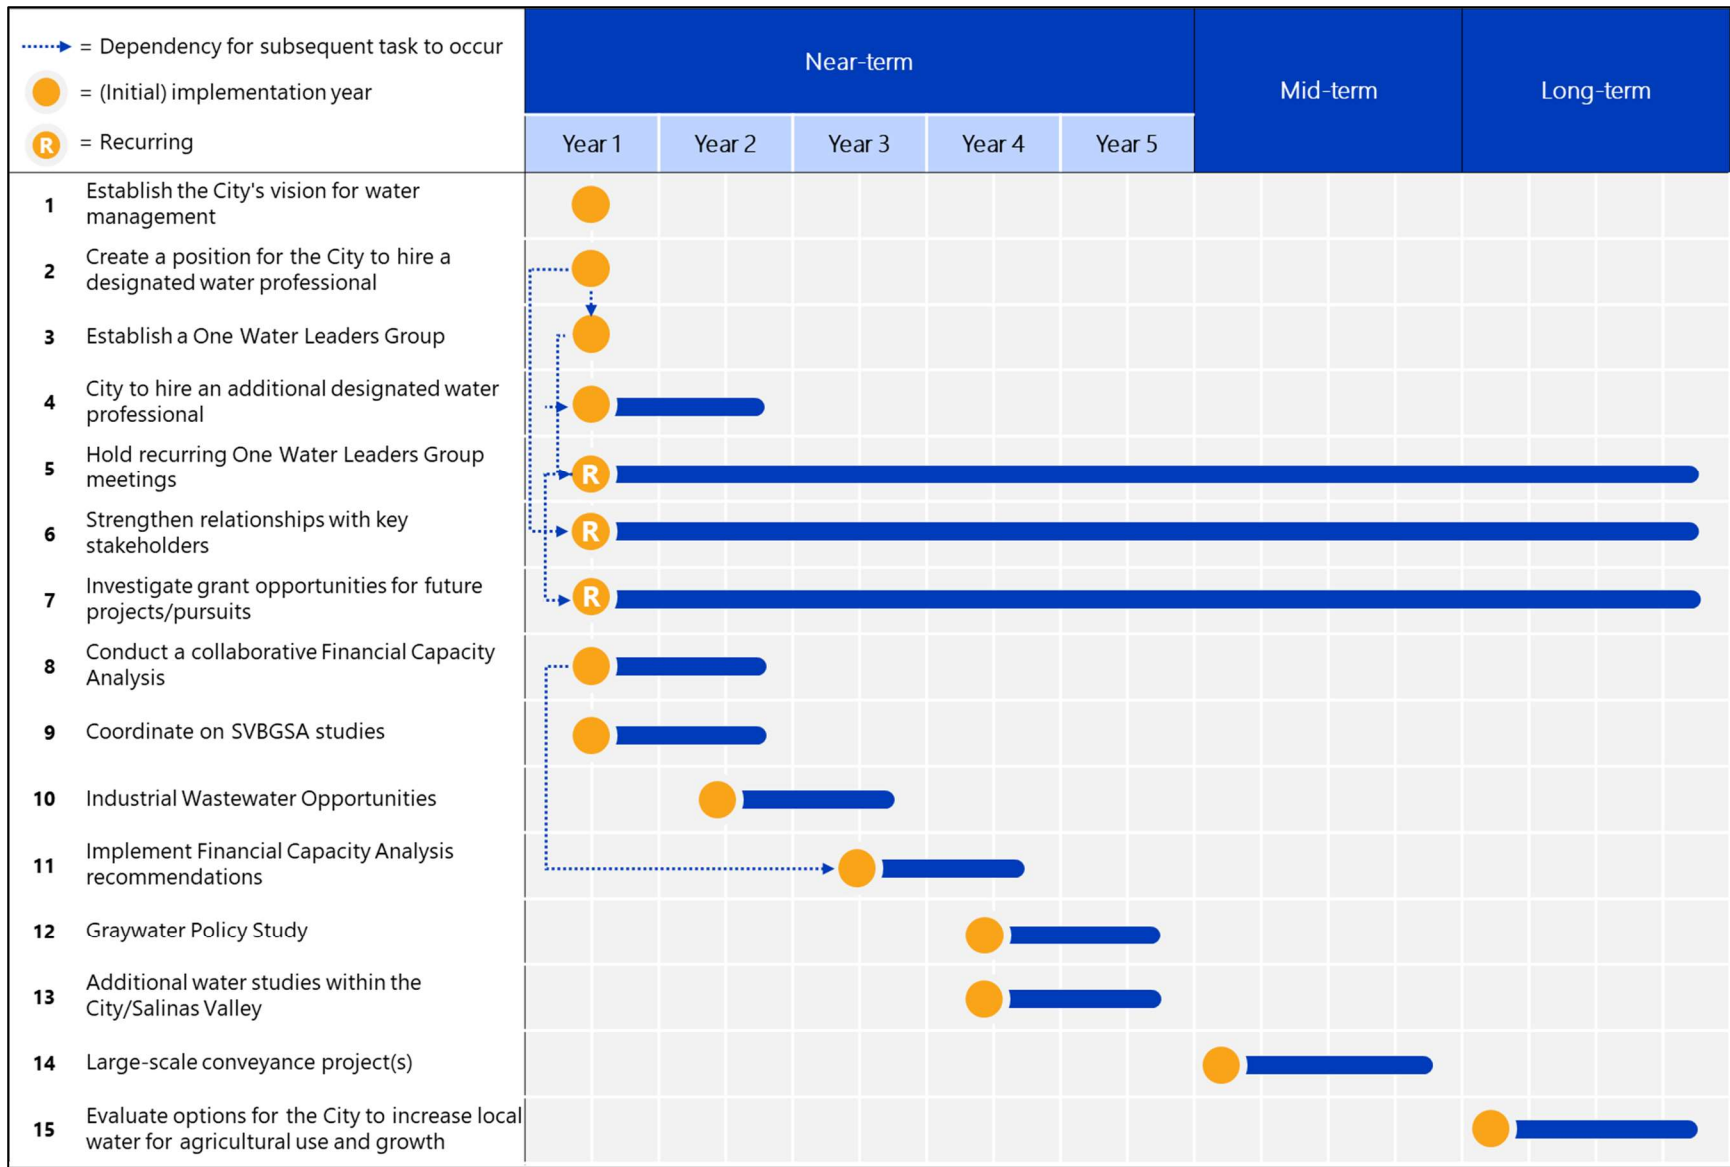 = Dependency for subsequent task to occur
= (Initial) implementation year
R = Recurring
Near-term
Mid-term
Long-term
Year 1
Year 2
Year 3
Year 4
Year 5
1
Establish the City's vision for water
management
2
Create a position for the City to hire a
designated water professional
3
Establish a One Water Leaders Group
4
City to hire an additional designated water
professional
5
Hold recurring One Water Leaders Group
meetings
R
6
Strengthen relationships with key
stakeholders
R
7
Investigate grant opportunities for future
projects/pursuits
R
8
Conduct a collaborative Financial Capacity
Analysis
9
Coordinate on SVBGSA studies
10
Industrial Wastewater Opportunities
11
Implement Financial Capacity Analysis
recommendations
12
Graywater Policy Study
13
Additional water studies within the
City/Salinas Valley
14
Large-scale conveyance project(s)
15
Evaluate options for the City to increase local
water for agricultural use and growth